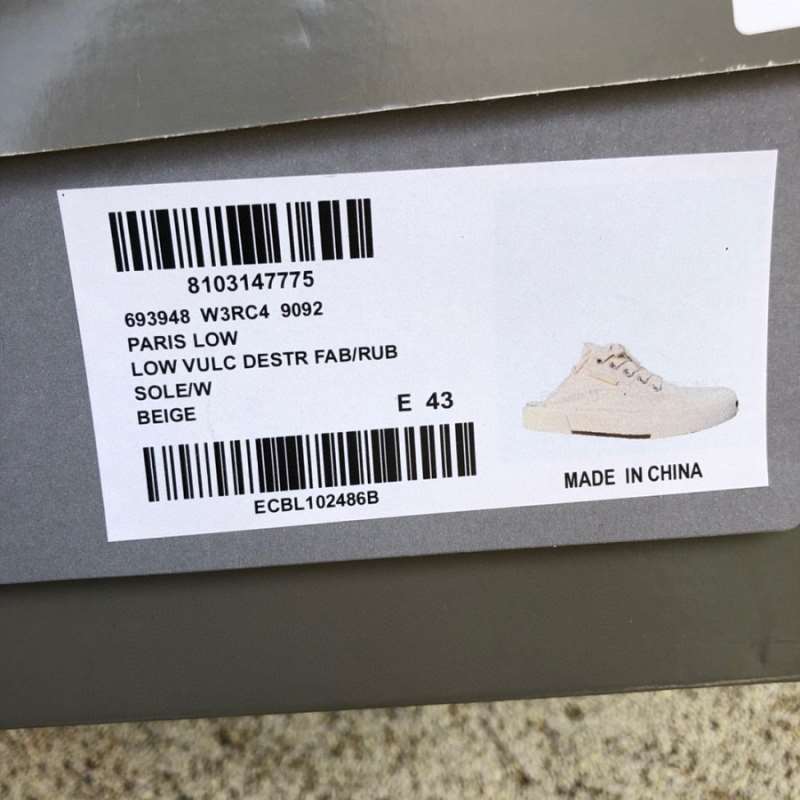 8103147775
693948 W3RC4 9092
PARIS LOW
LOW VULC DESTR FAB/RUB
SOLE/W
BEIGE
E 43
ECBL102486B
MADE IN CHINA